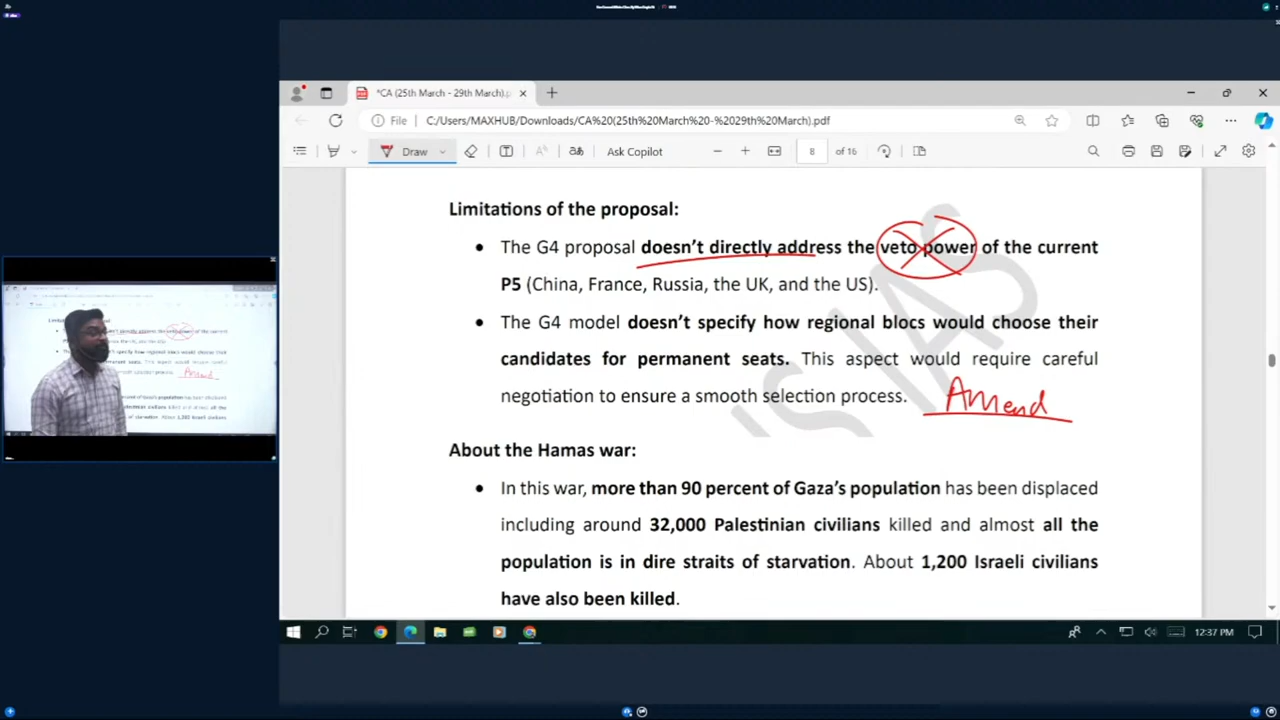 *CA (25th March - 29th March).p
File
C:/Users/MAXHUB/Downloads/CA%20(25th%20March%20-%2029th%20March).pdf
Draw
Ask Copilot
8 of 16
Limitations of the proposal:
• The G4 proposal doesn't directly address the veto power of the current
P5 (China, France, Russia, the UK, and the US).
• The G4 model doesn't specify how regional blocs would choose their
candidates for permanent seats. This aspect would require careful
negotiation to ensure a smooth selection process.
Amend
About the Hamas war:
• In this war, more than 90 percent of Gaza's population has been displaced
including around 32,000 Palestinian civilians killed and almost all the
population is in dire straits of starvation. About 1,200 Israeli civilians
have also been killed.
IAS
12:37 PM